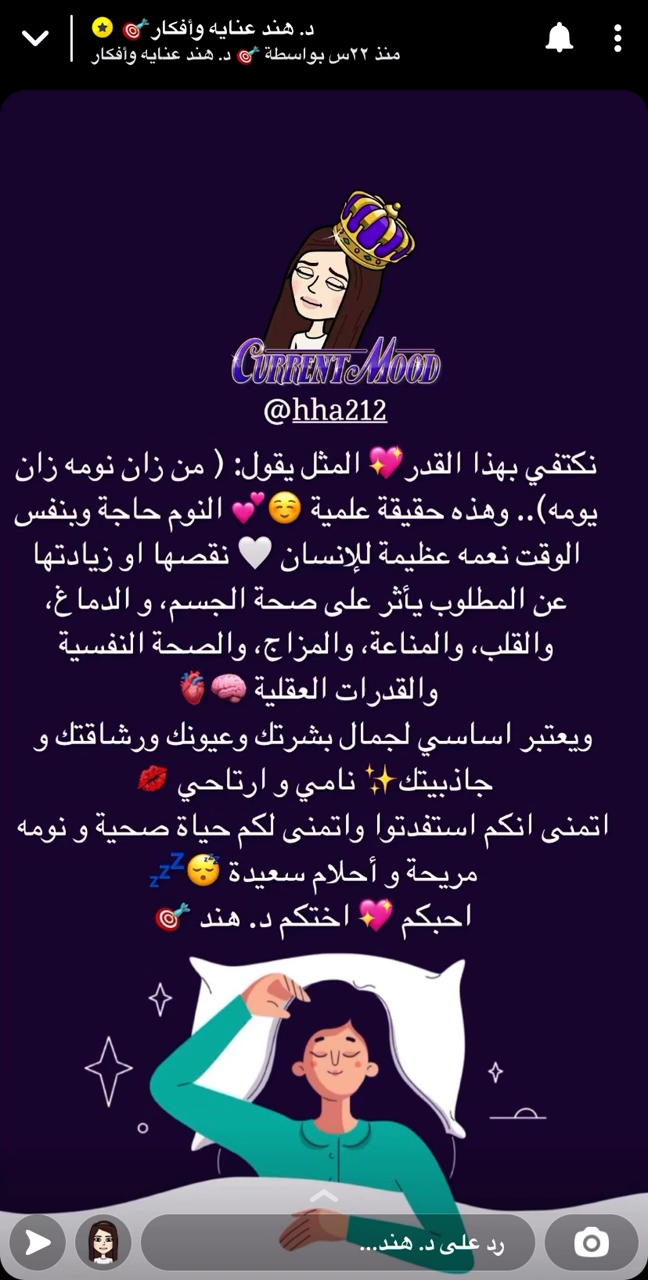 د. هند عنايه وأفكار🎯
منذ ٢٢س بواسطة 🎯 د. هند عنايه وأفكار
CURRENT MOOD
@hha212
نكتفي بهذا القدر💖 المثل يقول: ( من زان نومه زان
يومه).. وهذه حقيقة علمية ☺️💕 النوم حاجة وبنفس
الوقت نعمه عظيمة للإنسان 🤍 نقصها او زيادتها
عن المطلوب يأثر على صحة الجسم، و الدماغ،
والقلب، والمناعة، والمزاج، والصحة النفسية
والقدرات العقلية 🧠🫀
ويعتبر اساسي لجمال بشرتك وعيونك ورشاقتك و
جاذبيتك✨ نامي و ارتاحي 💋
اتمنى انكم استفدتوا واتمنى لكم حياة صحية و نومه
مريحة و أحلام سعيدة 😴💤
احبكم 💖 اختكم د. هند 🎯
رد على د. هند...